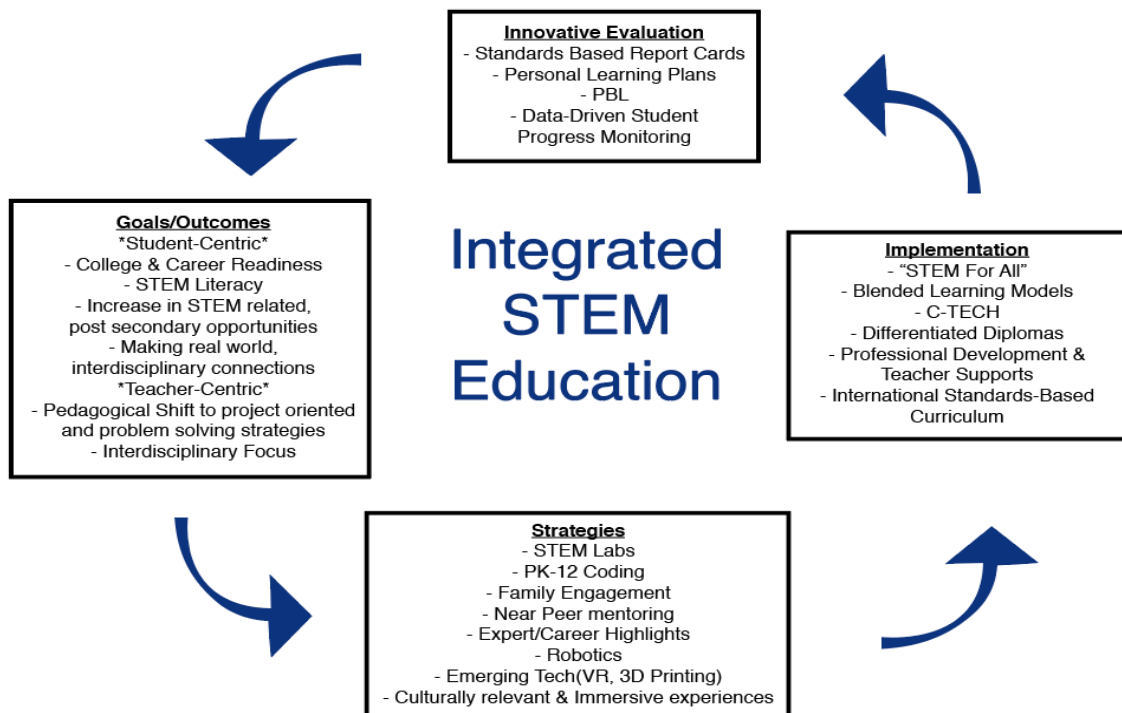 Innovative Evaluation
- Standards Based Report Cards
- Personal Learning Plans
- PBL
- Data-Driven Student
Progress Monitoring
Goals/Outcomes
*Student-Centric*
- College & Career Readiness
- STEM Literacy
- Increase in STEM related,
post secondary opportunities
- Making real world,
interdisciplinary connections
*Teacher-Centric*
- Pedagogical Shift to project oriented
and problem solving strategies
- Interdisciplinary Focus
Integrated
STEM
Education
Implementation
- “STEM For All”
- Blended Learning Models
- C-TECH
- Differentiated Diplomas
- Professional Development &
Teacher Supports
- International Standards-Based
Curriculum
Strategies
- STEM Labs
- PK-12 Coding
- Family Engagement
- Near Peer mentoring
- Expert/Career Highlights
- Robotics
- Emerging Tech(VR, 3D Printing)
- Culturally relevant & Immersive experiences